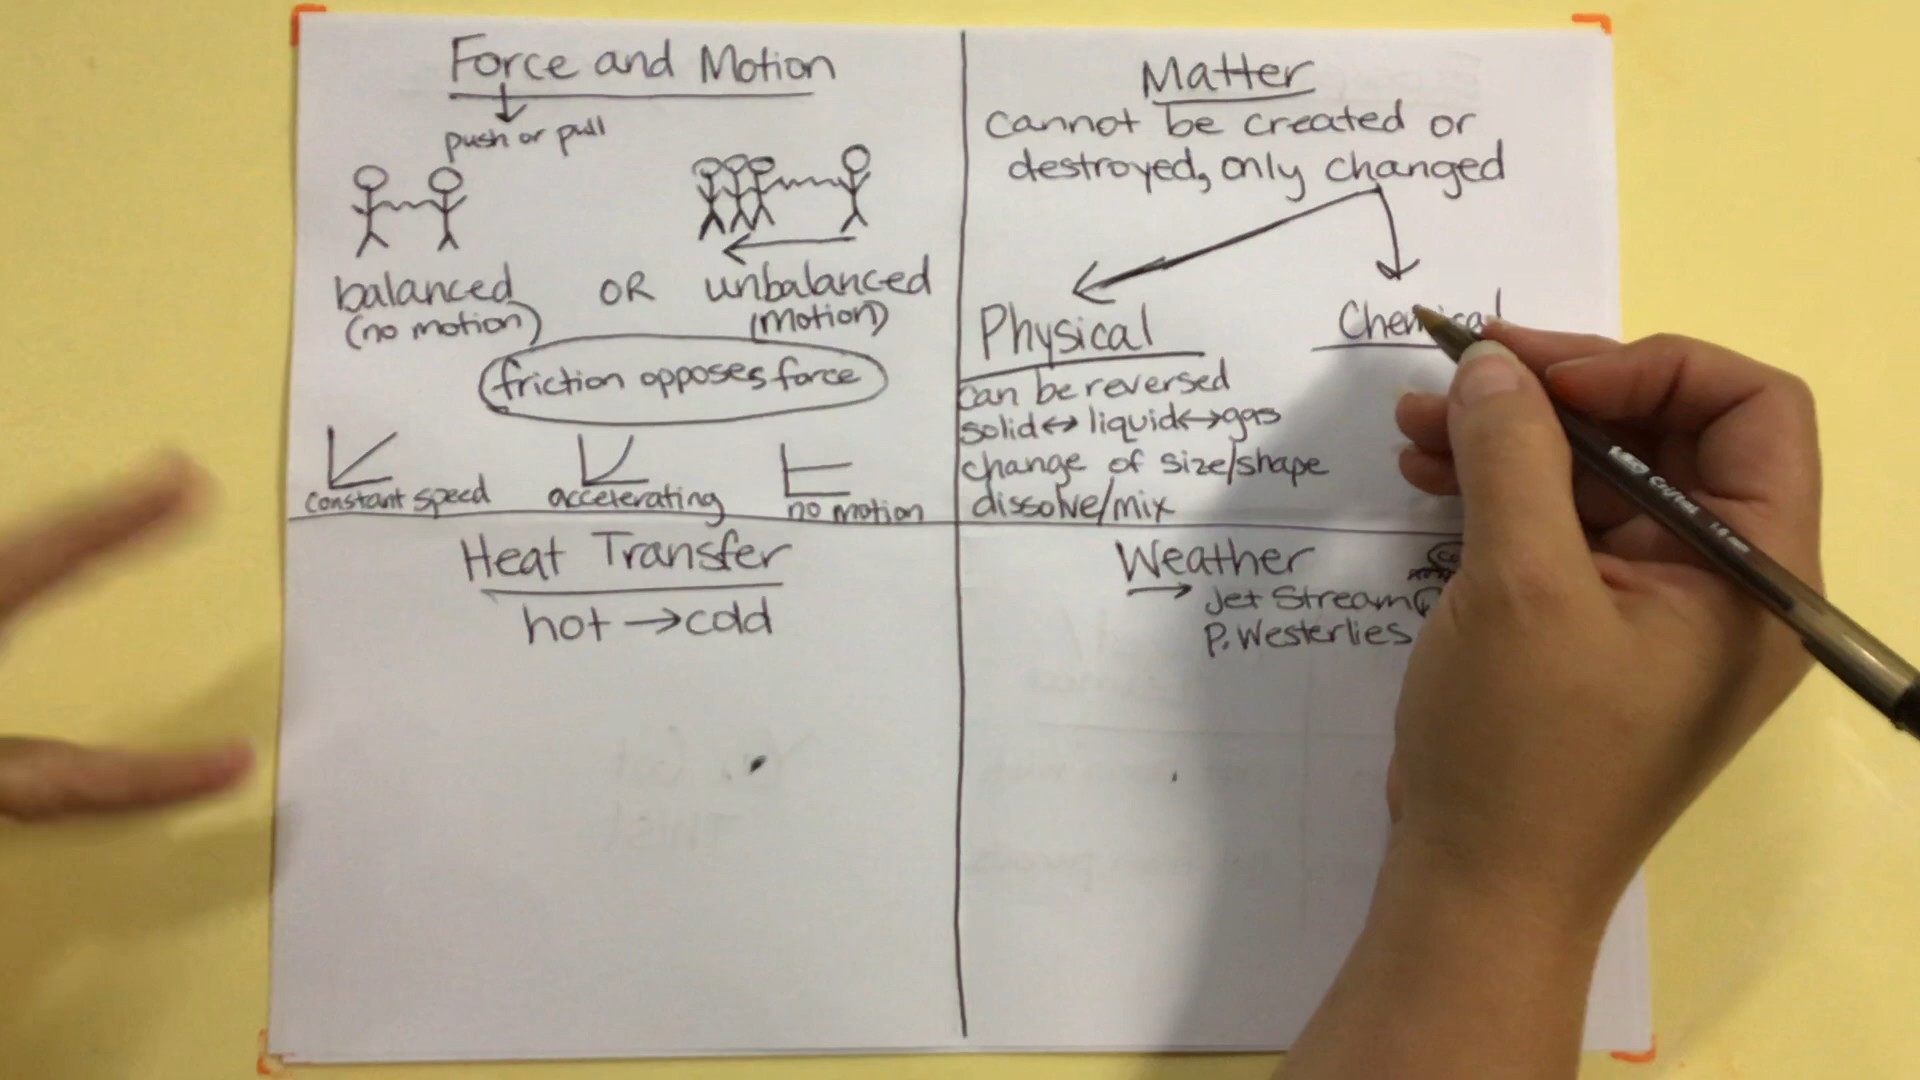 Force and Motion
push or pull
balanced OR unbalanced
(no motion) (motion)
friction opposes force
constant speed accelerating no motion
Matter
cannot be created or
destroyed, only changed
Physical Chemical
can be reversed
solid↔liquid↔gas
change of size/shape
dissolve/mix
Heat Transfer
hot →cold
Weather
→ Jet Stream
P. Westerlies